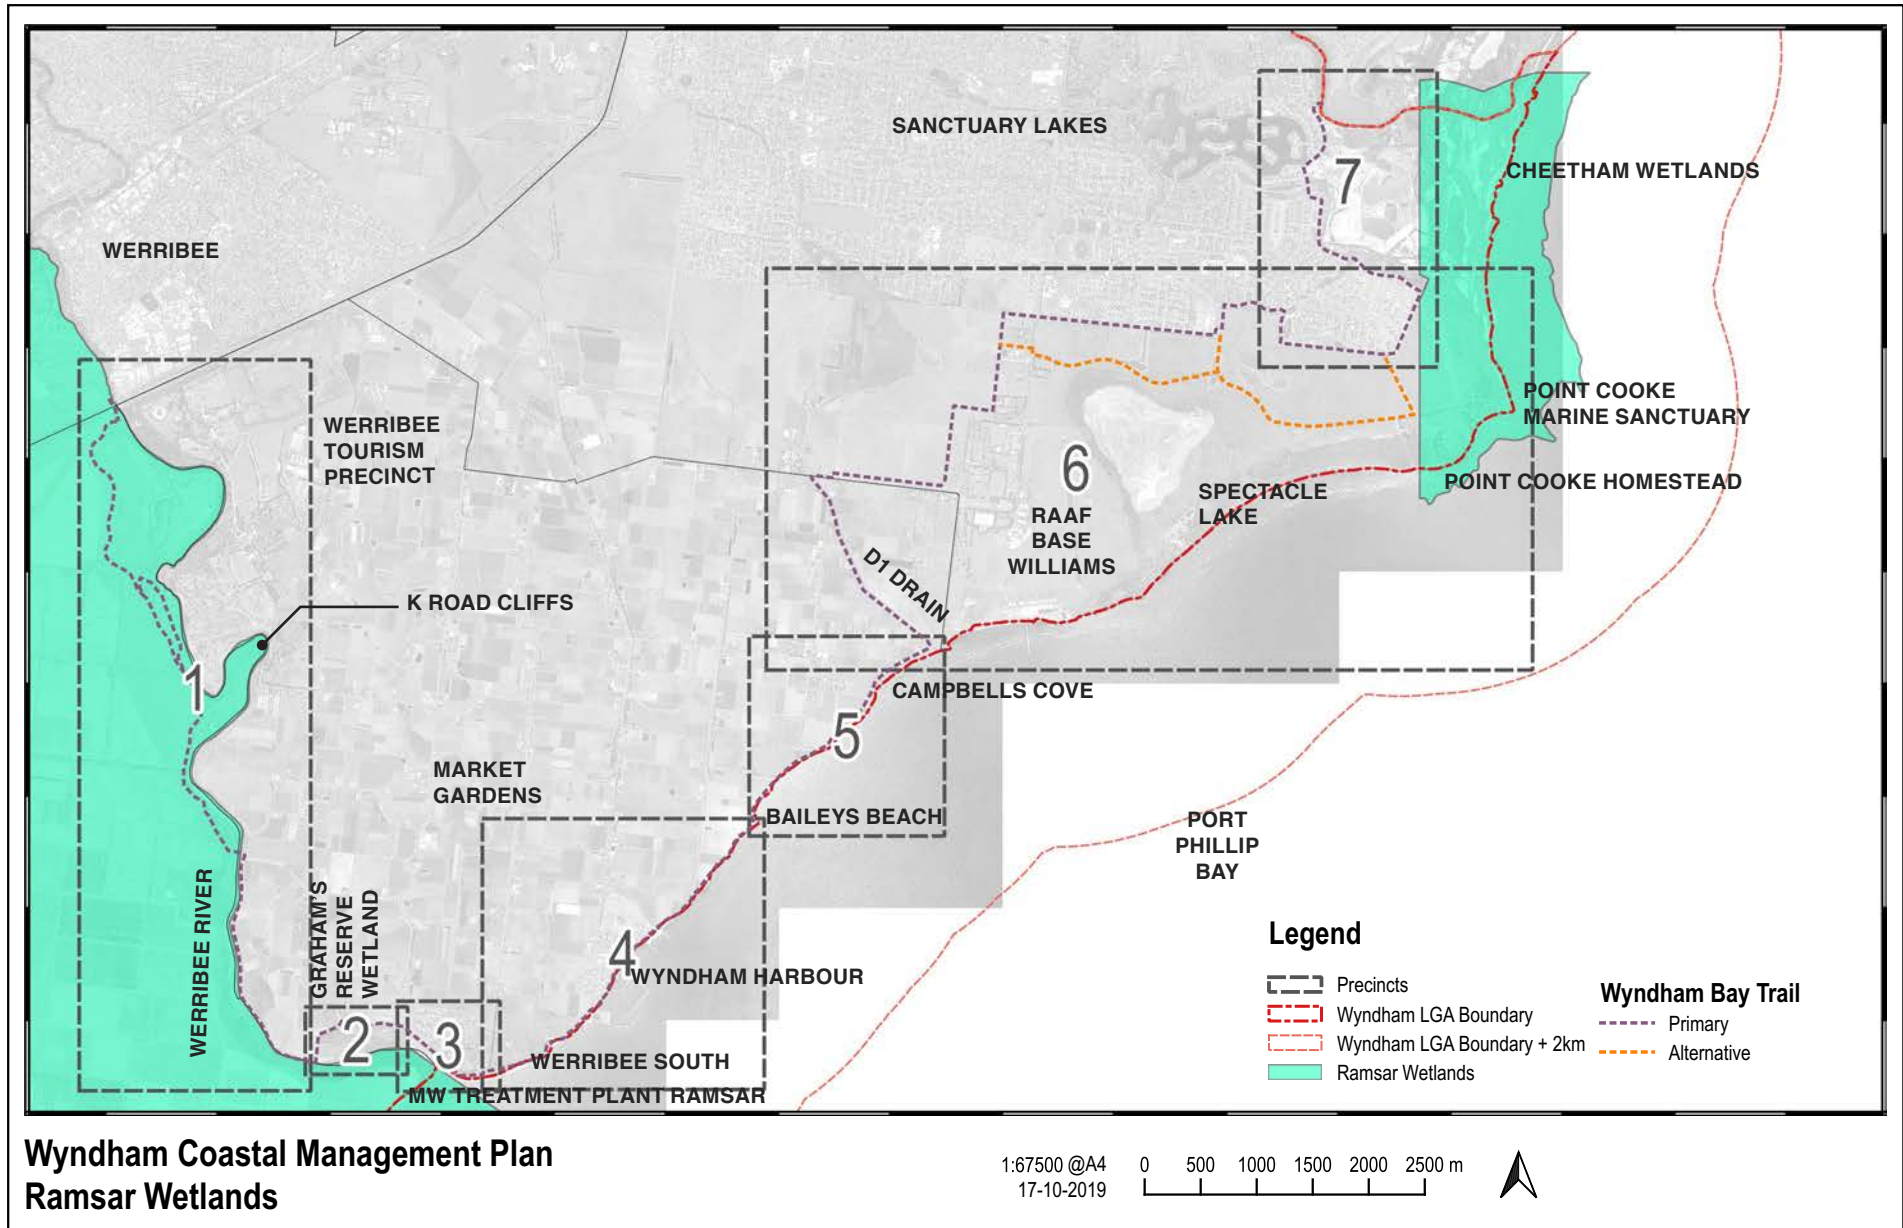 SANCTUARY LAKES
7
CHEETHAM WETLANDS
WERRIBEE
POINT COOKE
MARINE SANCTUARY
WERRIBEE
TOURISM
PRECINCT
6
POINT COOKE HOMESTEAD
SPECTACLE
LAKE
RAAF
BASE
WILLIAMS
D1 DRAIN
K ROAD CLIFFS
1
CAMPBELLS COVE
5
MARKET
GARDENS
BAILEYS BEACH
PORT
PHILLIP
BAY
WERRIBEE RIVER
GRAHAM'S
RESERVE
WETLAND
4
WYNDHAM HARBOUR
2
3
WERRIBEE SOUTH
MW TREATMENT PLANT RAMSAR
Legend
Precincts
Wyndham LGA Boundary
Wyndham LGA Boundary + 2km
Ramsar Wetlands
Wyndham Bay Trail
Primary
Alternative
Wyndham Coastal Management Plan
Ramsar Wetlands
1:67500 @A4
17-10-2019
0 500 1000 1500 2000 2500 m